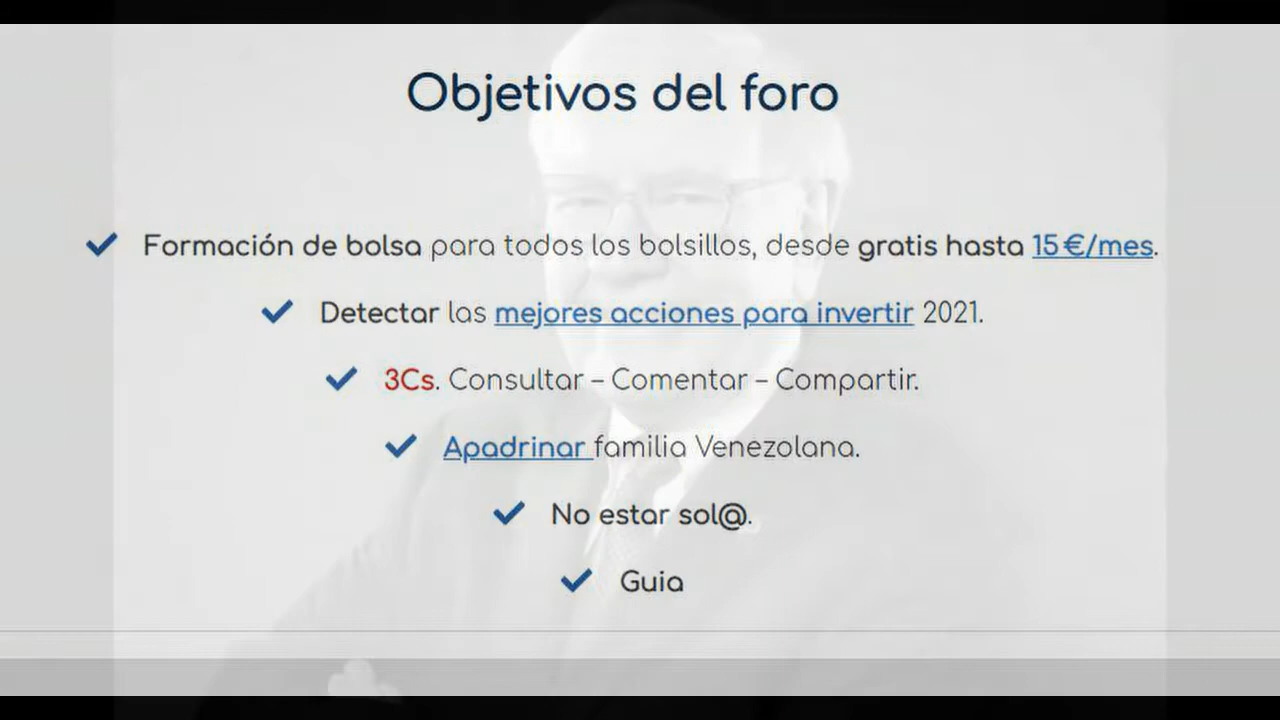 Objetivos del foro
Formación de bolsa para todos los bolsillos, desde gratis hasta 15 €/mes.
Detectar las mejores acciones para invertir 2021.
3Cs. Consultar – Comentar – Compartir.
Apadrinar familia Venezolana.
No estar sol@.
Guia